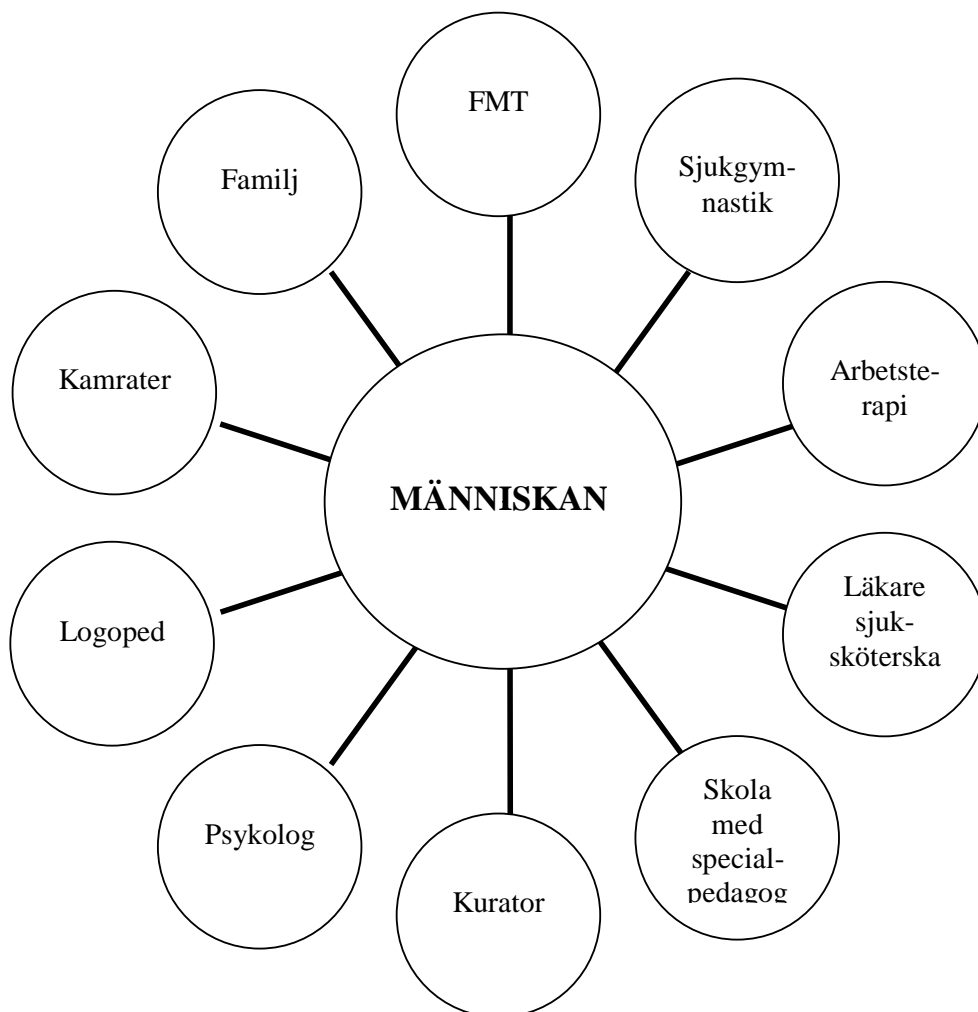 FMT
Sjukgym-
nastik
Familj
Arbetste-
rapi
Kamrater
MÄNNISKAN
Läkare
sjuk-
sköterska
Logoped
Skola
med
special-
pedagog
Psykolog
Kurator